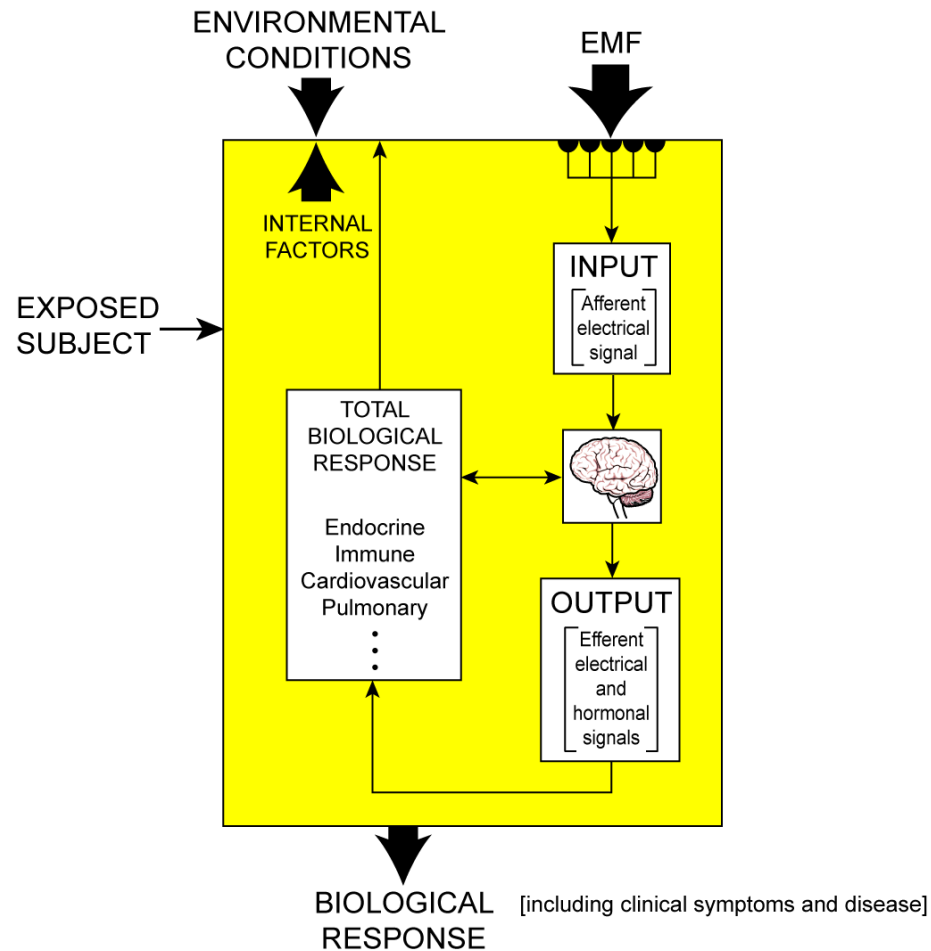 ENVIRONMENTAL
CONDITIONS
EMF
INTERNAL
FACTORS
INPUT
Afferent
electrical
signal
EXPOSED
SUBJECT
TOTAL
BIOLOGICAL
RESPONSE
Endocrine
Immune
Cardiovascular
Pulmonary
OUTPUT
Efferent
electrical
and
hormonal
signals
BIOLOGICAL
RESPONSE
[including clinical symptoms and disease]